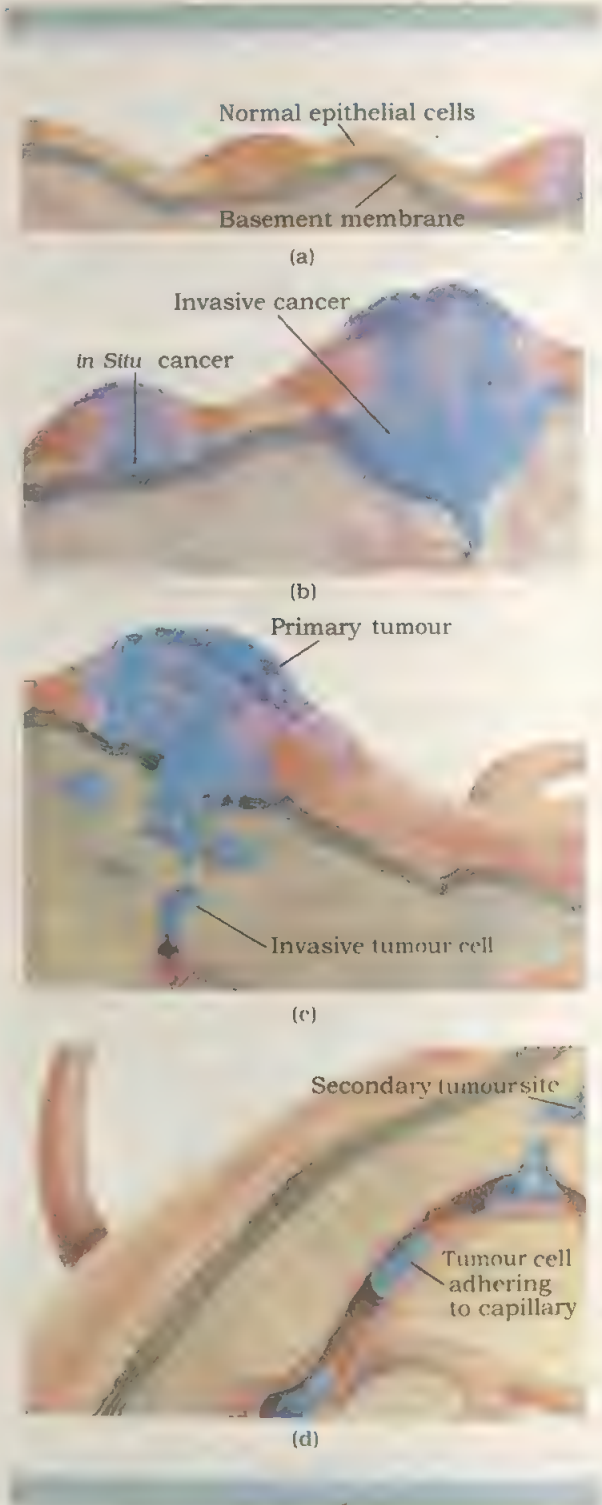 Normal epithelial cells
Basement membrane
(a)
Invasive cancer
in Situ cancer
(b)
Primary tumour
Invasive tumour cell
(c)
Secondary tumour site
Tumour cell
adhering
to capillary
(d)